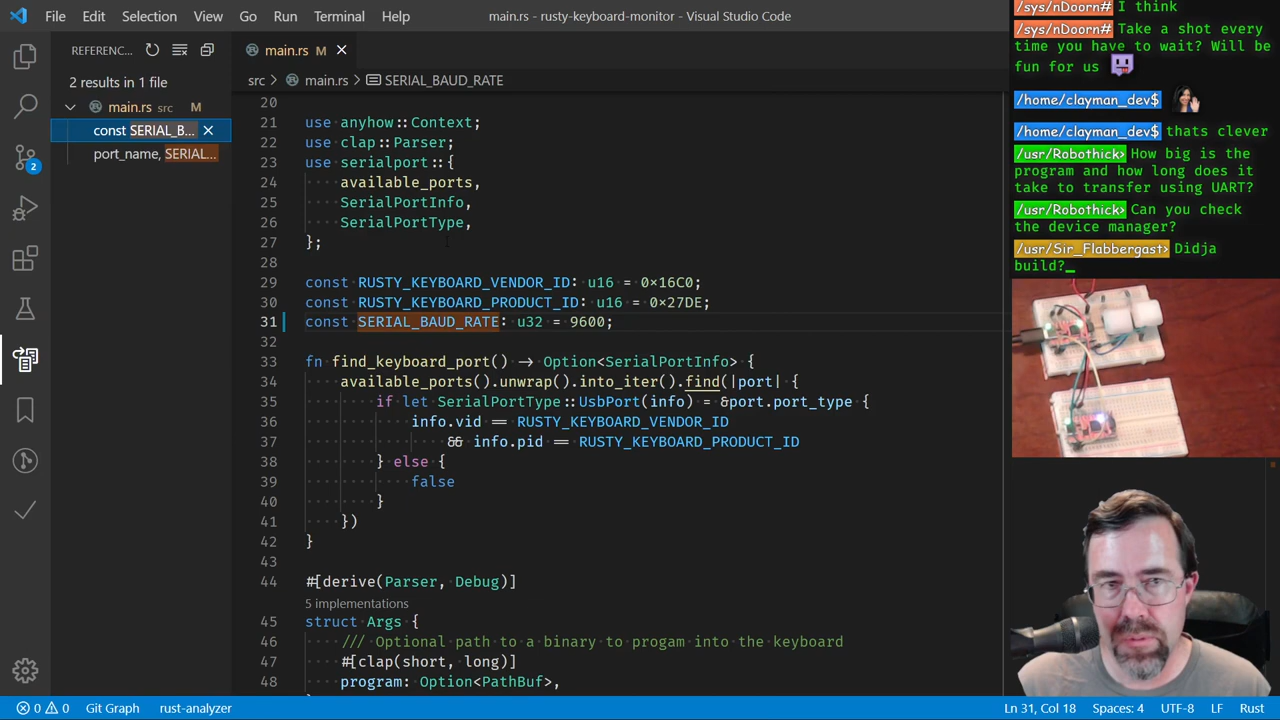 File Edit Selection View Go Run Terminal Help
main.rs - rusty-keyboard-monitor - Visual Studio Code
REFERENC...
2 results in 1 file
main.rs src M
const SERIAL_B...
port_name, SERIAL...
2
main.rs M
src > main.rs > SERIAL_BAUD_RATE
20
21 use anyhow::Context;
22 use clap::Parser;
23 use serialport::{
24 available_ports,
25 SerialPortInfo,
26 SerialPortType,
27 };
28
29 const RUSTY_KEYBOARD_VENDOR_ID: u16 = 0×16C0;
30 const RUSTY_KEYBOARD_PRODUCT_ID: u16 = 0×27DE;
31 const SERIAL_BAUD_RATE: u32 = 9600;
32
33 fn find_keyboard_port() → Option<SerialPortInfo> {
34 available_ports().unwrap().into_iter().find(|port| {
35 if let SerialPortType::UsbPort(info) = &port.port_type {
36 info.vid == RUSTY_KEYBOARD_VENDOR_ID
37 && info.pid == RUSTY_KEYBOARD_PRODUCT_ID
38 } else {
39 false
40 }
41 })
42 }
43
44 #[derive(Parser, Debug)]
5 implementations
45 struct Args {
46 /// Optional path to a binary to progam into the keyboard
47 #[clap(short, long)]
48 program: Option<PathBuf>,
0 0 Git Graph rust-analyzer
Ln 31, Col 18 Spaces: 4 UTF-8 LF Rust
/sys/nDoorn# I think
/sys/nDoorn# Take a shot every
time you have to wait? Will be
fun for us
/home/clayman_dev$
/home/clayman_dev$ thats clever
/usr/Robothick> How big is the
program and how long does it
take to transfer using UART?
/usr/Robothick> Can you check
the device manager?
/usr/Sir_Flabbergast> Didja
build?_